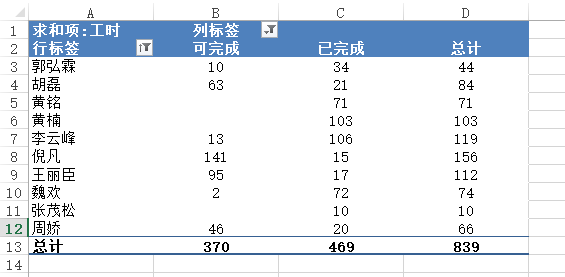 A B C D
1 求和项:工时 列标签
2 行标签 可完成 已完成 总计
3 郭弘霖 10 34 44
4 胡磊 63 21 84
5 黄铭 71 71
6 黄楠 103 103
7 李云峰 13 106 119
8 倪凡 141 15 156
9 王丽臣 95 17 112
10 魏欢 2 72 74
11 张茂松 10 10
12 周娇 46 20 66
13 总计 370 469 839
14